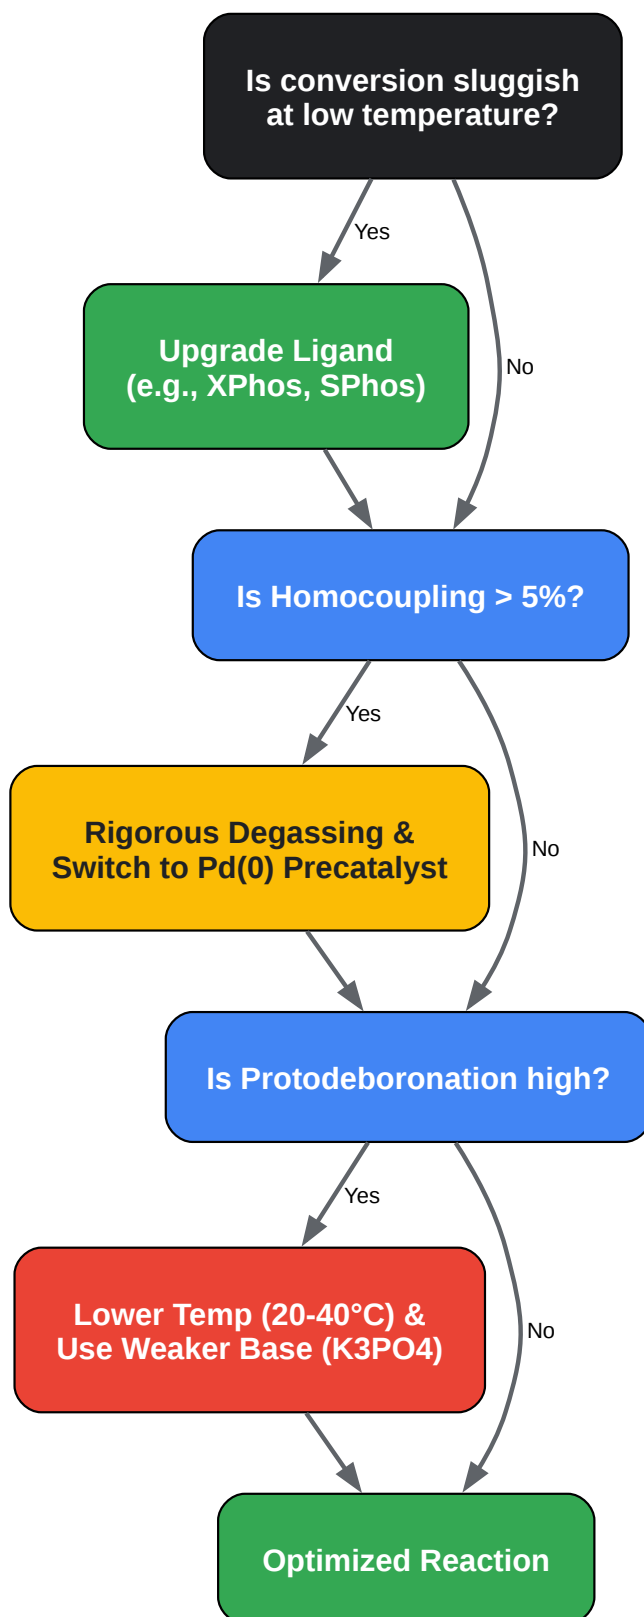 Is conversion sluggish
at low temperature?
Yes
Upgrade Ligand
(e.g., XPhos, SPhos)
No
Is Homocoupling > 5%?
Yes
Rigorous Degassing &
Switch to Pd(0) Precatalyst
No
Is Protodeboronation high?
Yes
Lower Temp (20-40°C) &
Use Weaker Base (K3PO4)
No
Optimized Reaction